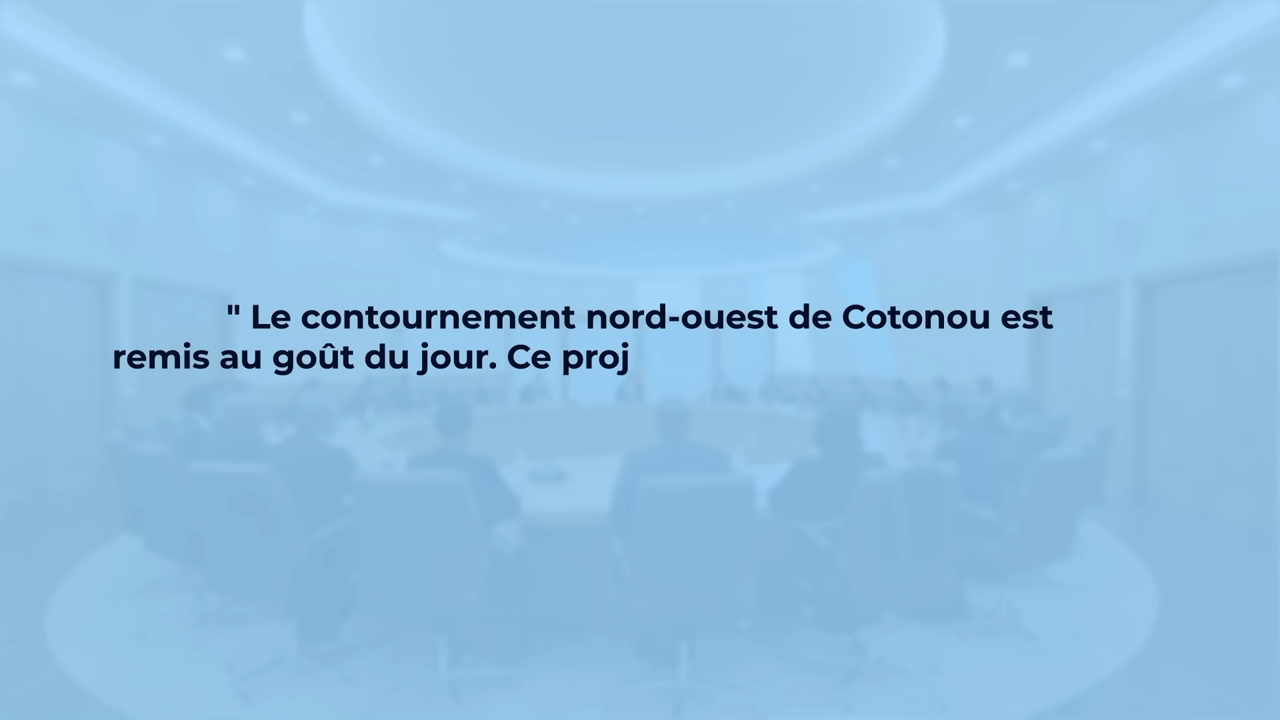 " Le contournement nord-ouest de Cotonou est
remis au goût du jour. Ce proj